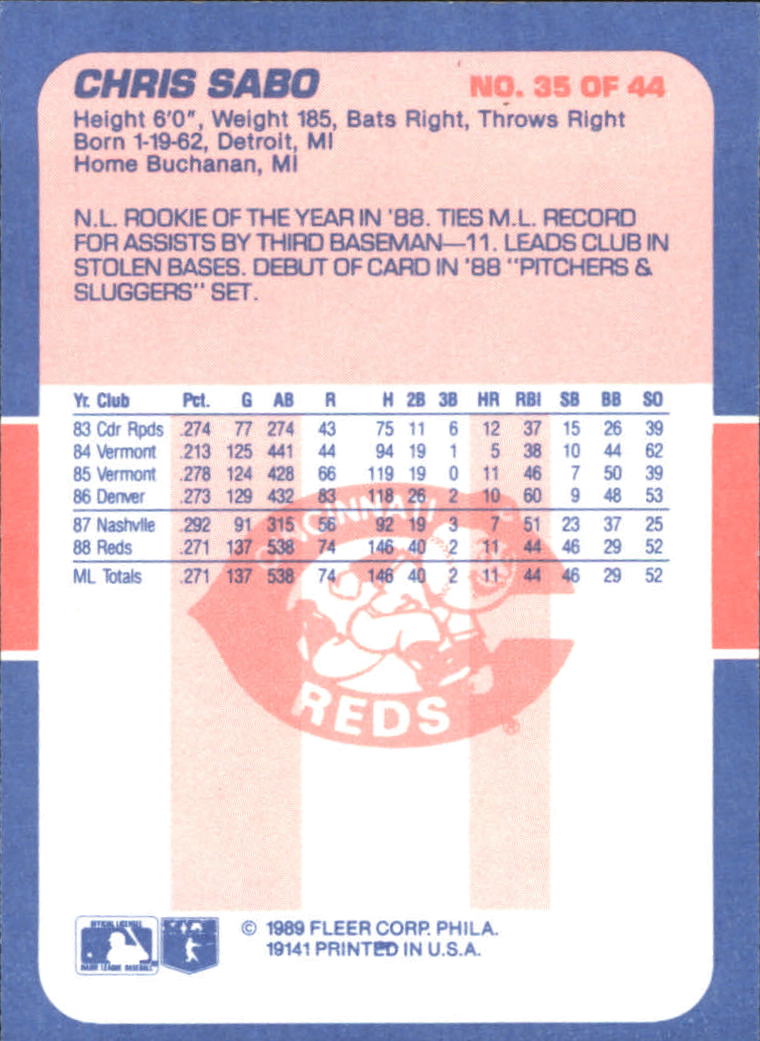 CHRIS SABO NO. 35 OF 44
Height 6'0", Weight 185, Bats Right, Throws Right
Born 1-19-62, Detroit, MI
Home Buchanan, MI
N.L. ROOKIE OF THE YEAR IN '88. TIES M.L. RECORD
FOR ASSISTS BY THIRD BASEMAN—11. LEADS CLUB IN
STOLEN BASES. DEBUT OF CARD IN '88 "PITCHERS &
SLUGGERS" SET.
Yr. Club Pct. G AB R H 2B 3B HR RBI SB BB SO
83 Cdr Rpds .274 77 274 43 75 11 6 12 37 15 26 39
84 Vermont .213 125 441 44 94 19 1 5 38 10 44 62
85 Vermont .278 124 428 66 119 19 0 11 46 7 50 39
86 Denver .273 129 432 83 118 26 2 10 60 9 48 53
87 Nashvlle .292 91 315 56 92 19 3 7 51 23 37 25
88 Reds .271 137 538 74 146 40 2 11 44 46 29 52
ML Totals .271 137 538 74 146 40 2 11 44 46 29 52
CINCINNATI
REDS
®
OFFICIAL LICENSEE
MAJOR LEAGUE BASEBALL
© 1989 FLEER CORP. PHILA.
19141 PRINTED IN U.S.A.